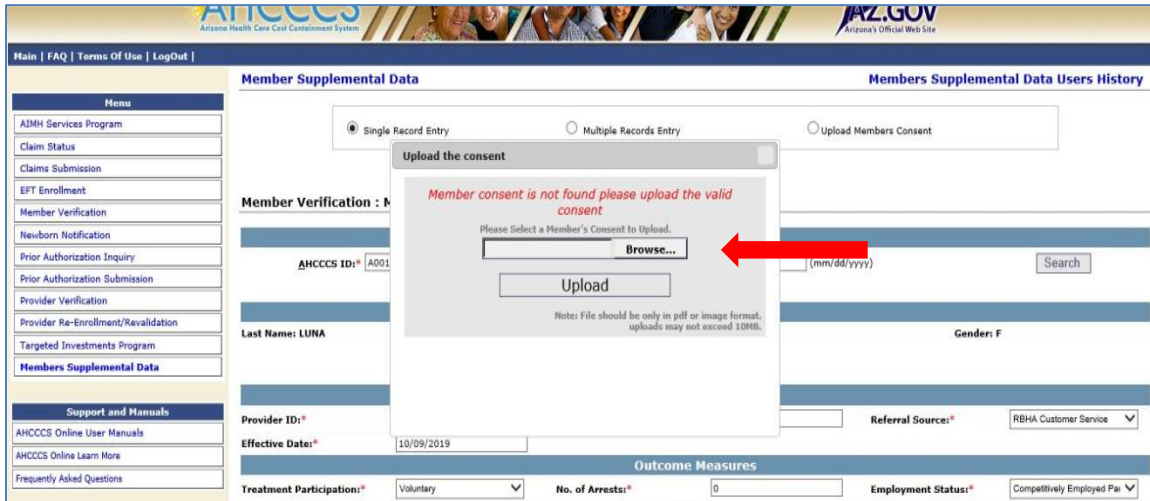 AHCCCS
Arizona Health Care Cost Containment System
AZ.GOV
Arizona's Official Web Site
Main | FAQ | Terms Of Use | LogOut |
Member Supplemental Data
Members Supplemental Data Users History
Menu
AIMH Services Program
Claim Status
Claims Submission
EFT Enrollment
Member Verification
Newborn Notification
Prior Authorization Inquiry
Prior Authorization Submission
Provider Verification
Provider Re-Enrollment/Revalidation
Targeted Investments Program
Members Supplemental Data
Support and Manuals
AHCCCS Online User Manuals
AHCCCS Online Learn More
Frequently Asked Questions
Single Record Entry
Multiple Records Entry
Upload Members Consent
Upload the consent
Member consent is not found please upload the valid
consent
Please Select a Member's Consent to Upload.
Browse...
Upload
Note: File should be only in pdf or image format.
uploads may not exceed 10MB.
Member Verification : M
AHCCCS ID:* A001
(mm/dd/yyyy)
Search
Last Name: LUNA
Gender: F
Provider ID:*
Referral Source:* RBHA Customer Service
Effective Date:* 10/09/2019
Outcome Measures
Treatment Participation:* Voluntary
No. of Arrests:* 0
Employment Status:* Competitively Employed Par